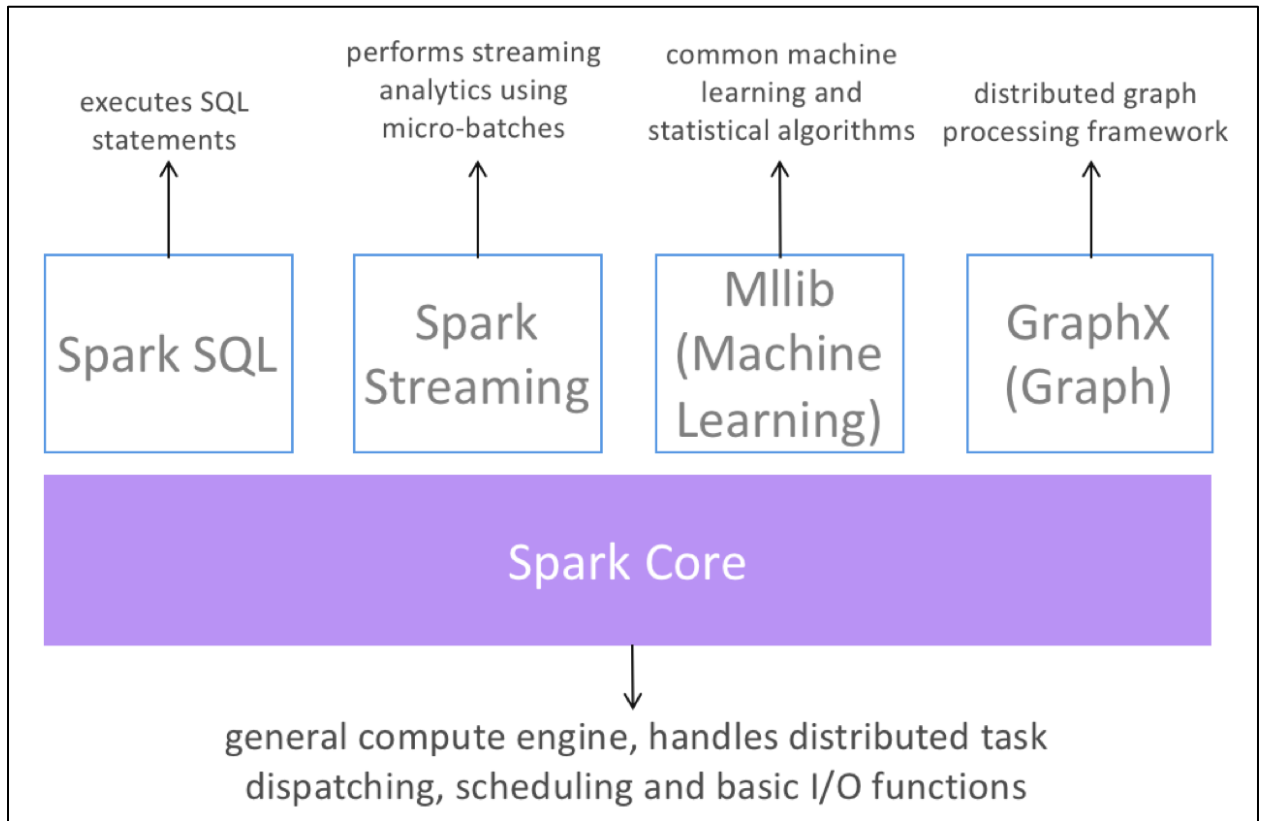 executes SQL
statements
performs streaming
analytics using
micro-batches
common machine
learning and
statistical algorithms
distributed graph
processing framework
Spark SQL
Spark
Streaming
Mllib
(Machine
Learning)
GraphX
(Graph)
Spark Core
general compute engine, handles distributed task
dispatching, scheduling and basic I/O functions